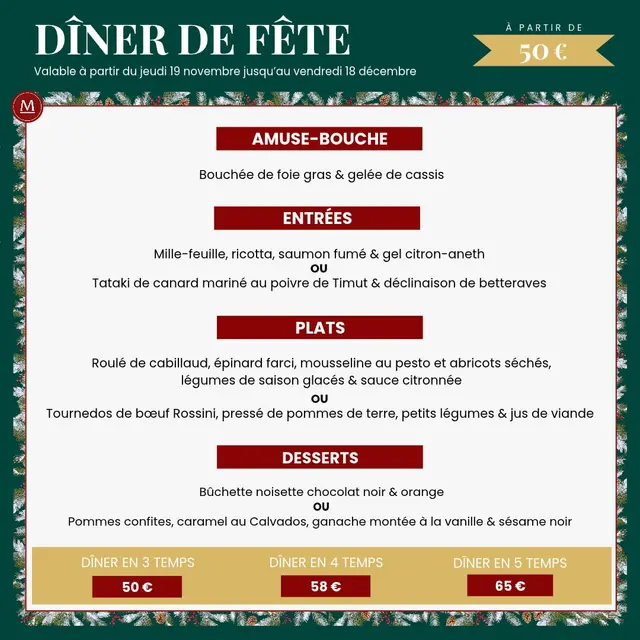 DÎNER DE FÊTE
Valable à partir du jeudi 19 novembre jusqu'au vendredi 18 décembre
À PARTIR DE
50 €
M
AMUSE-BOUCHE
Bouchée de foie gras & gelée de cassis
ENTRÉES
Mille-feuille, ricotta, saumon fumé & gel citron-aneth
OU
Tataki de canard mariné au poivre de Timut & déclinaison de betteraves
PLATS
Roulé de cabillaud, épinard farci, mousseline au pesto et abricots séchés,
légumes de saison glacés & sauce citronnée
OU
Tournedos de bœuf Rossini, pressé de pommes de terre, petits légumes & jus de viande
DESSERTS
Bûchette noisette chocolat noir & orange
OU
Pommes confites, caramel au Calvados, ganache montée à la vanille & sésame noir
DÎNER EN 3 TEMPS
50 €
DÎNER EN 4 TEMPS
58 €
DÎNER EN 5 TEMPS
65 €